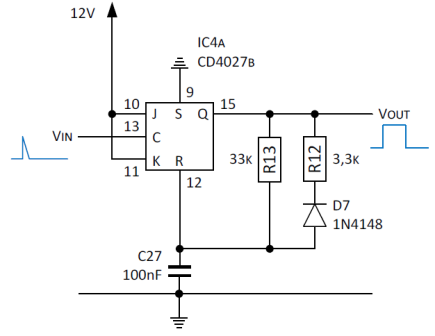 12V
IC4A
CD4027B
9
10
J
S
Q
15
VOUT
VIN
13
C
33K
R13
R12
3,3K
K
R
11
12
D7
1N4148
C27
100nF